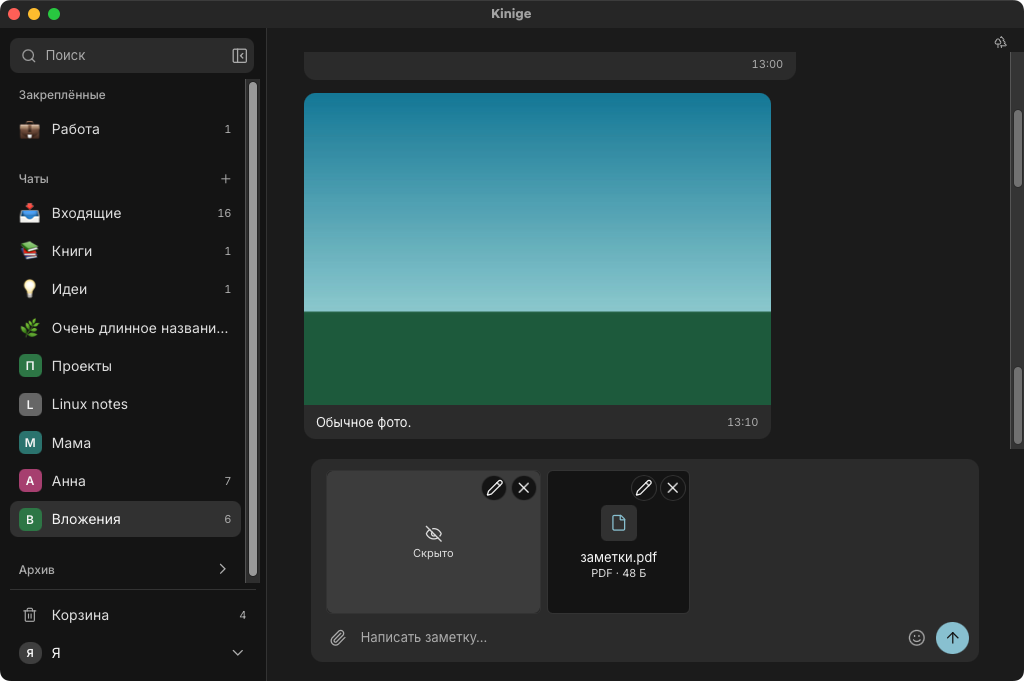 Kinige
Поиск
Закреплённые
Работа 1
Чаты
Входящие 16
Книги 1
Идеи 1
Очень длинное названи...
П Проекты
L Linux notes
М Мама
А Анна 7
В Вложения 6
Архив
Корзина 4
Я Я
13:00
Обычное фото. 13:10
Скрыто
заметки.pdf
PDF · 48 Б
Написать заметку...